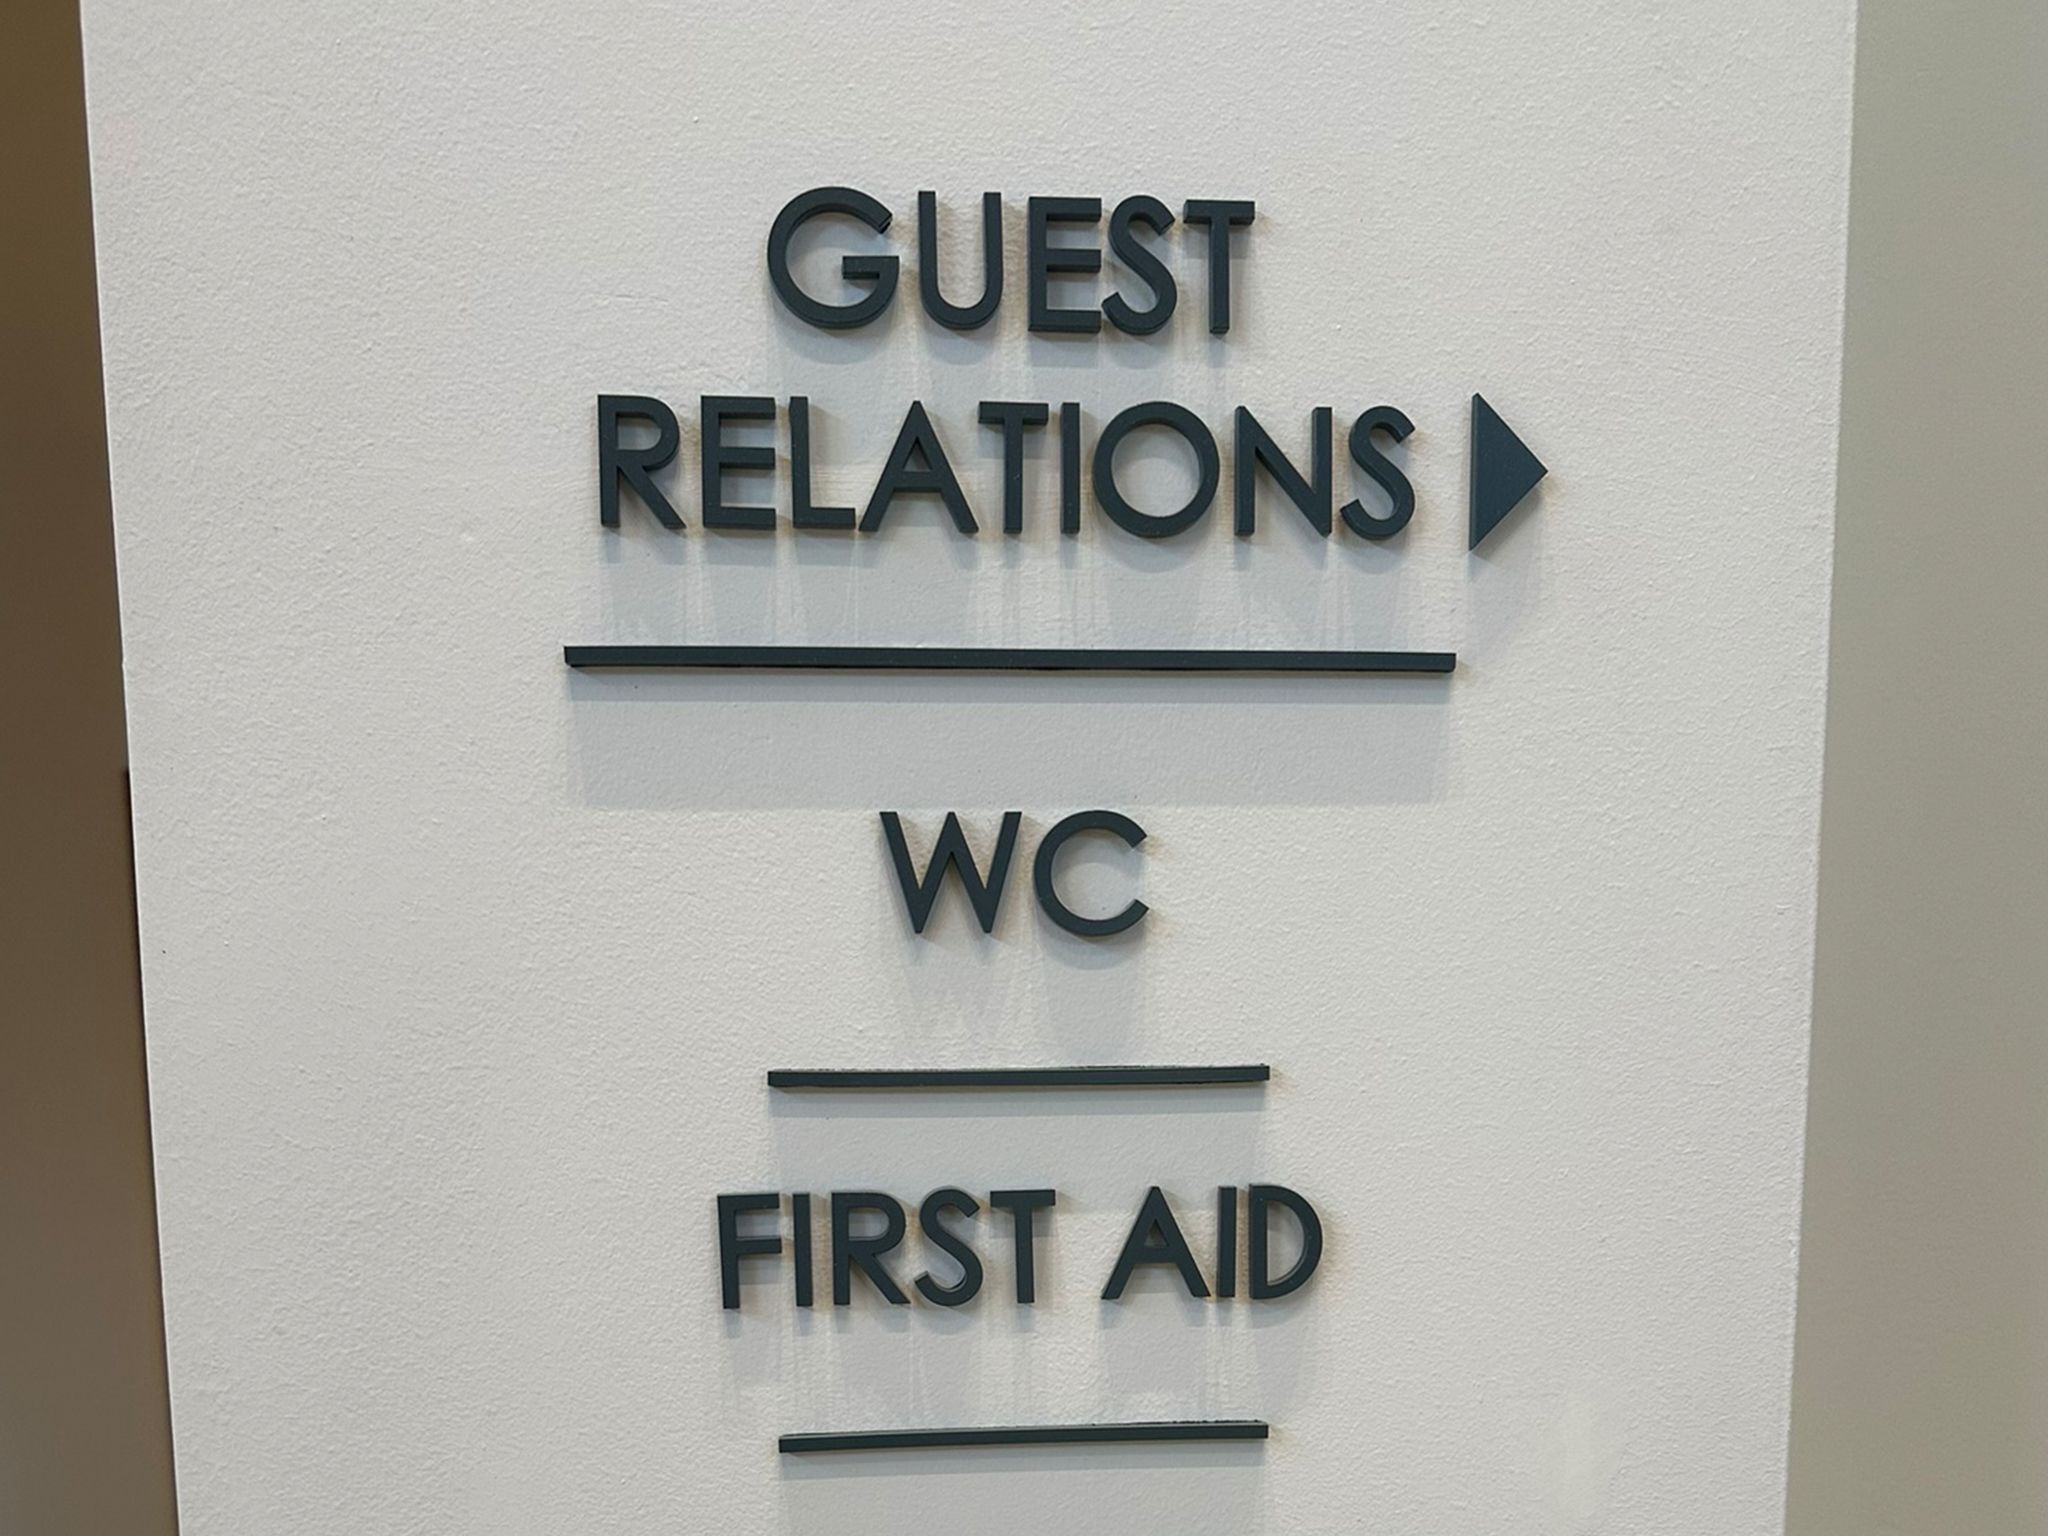 GUEST
RELATIONS
WC
FIRST AID